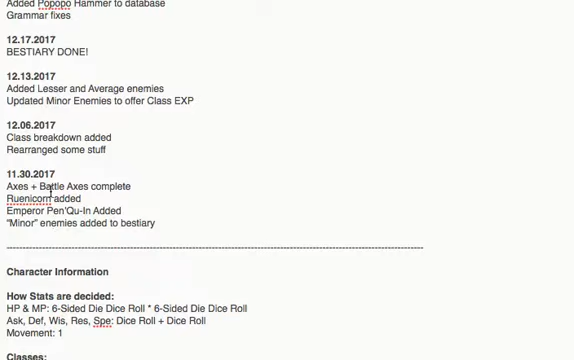 Added Popopo Hammer to database
Grammar fixes
12.17.2017
BESTIARY DONE!
12.13.2017
Added Lesser and Average enemies
Updated Minor Enemies to offer Class EXP
12.06.2017
Class breakdown added
Rearranged some stuff
11.30.2017
Axes + Battle Axes complete
Ruenicorn added
Emperor Pen'Qu-In Added
"Minor" enemies added to bestiary
Character Information
How Stats are decided:
HP & MP: 6-Sided Die Dice Roll * 6-Sided Die Dice Roll
Ask, Def, Wis, Res, Spe: Dice Roll + Dice Roll
Movement: 1
Classes: